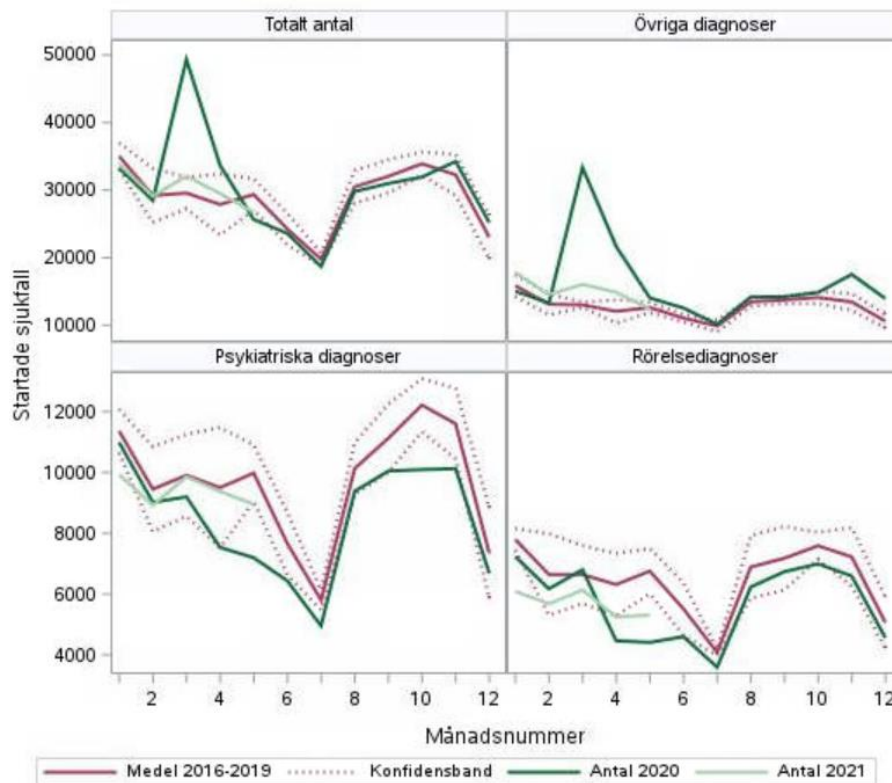 Totalt antal
Övriga diagnoser
50000
40000
30000
20000
10000
Psykiatriska diagnoser
Rörelsediagnoser
12000
10000
8000
6000
4000
Startade sjukfall
2 4 6 8 10 12
2 4 6 8 10 12
Månadsnummer
Medel 2016-2019 Konfidensband Antal 2020 Antal 2021